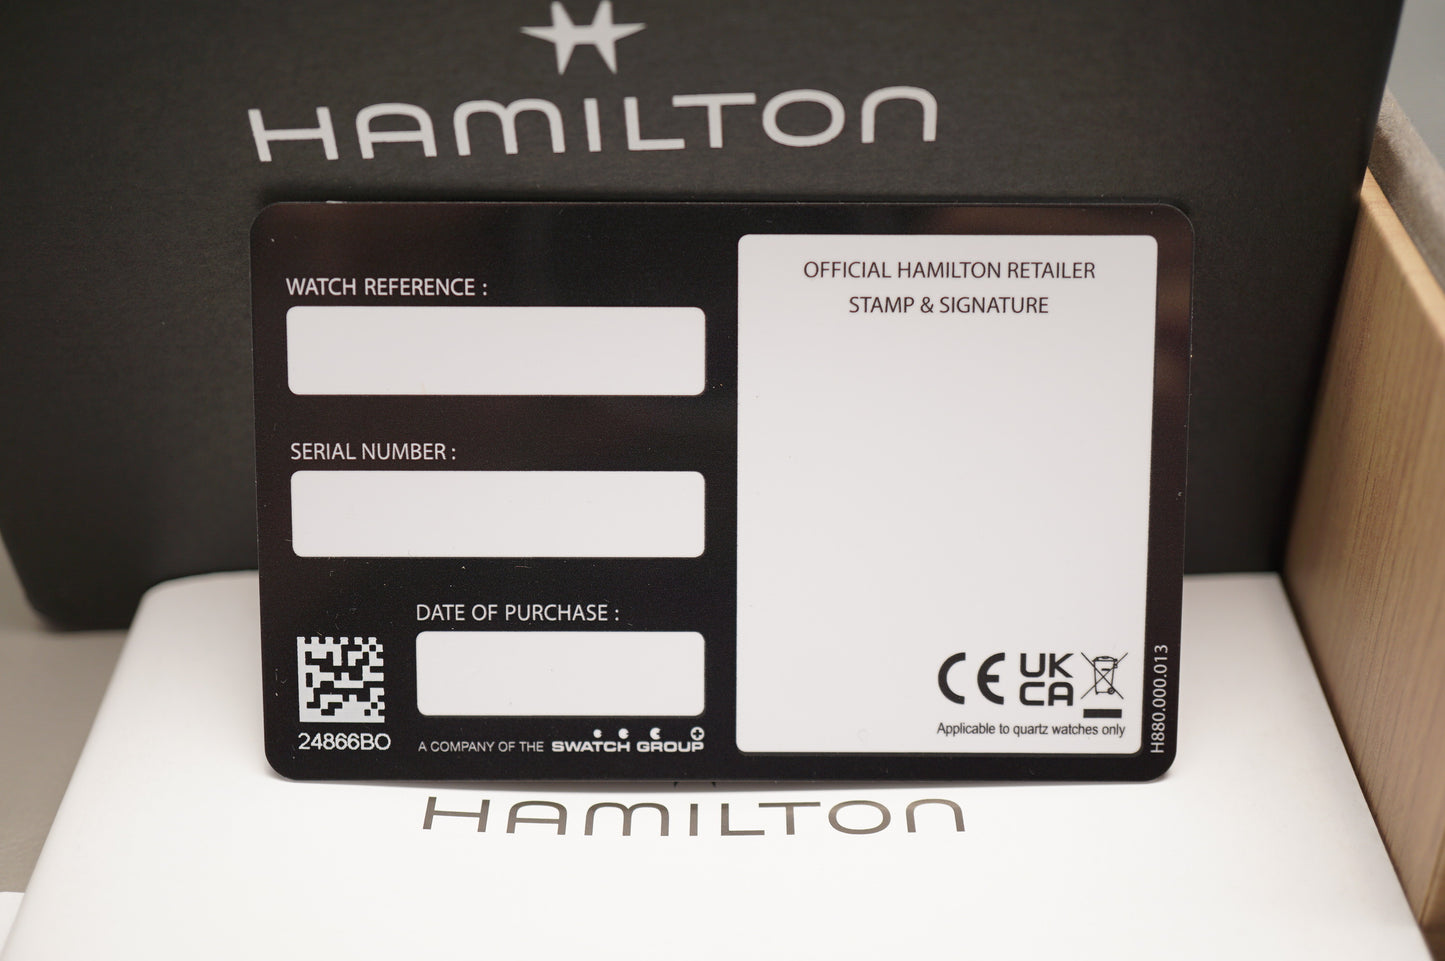 HAMILTON
WATCH REFERENCE :
OFFICIAL HAMILTON RETAILER
STAMP & SIGNATURE
SERIAL NUMBER :
DATE OF PURCHASE :
24866BO
A COMPANY OF THE SWATCH GROUP
CE UK CA
Applicable to quartz watches only
H880.000.013
HAMILTON